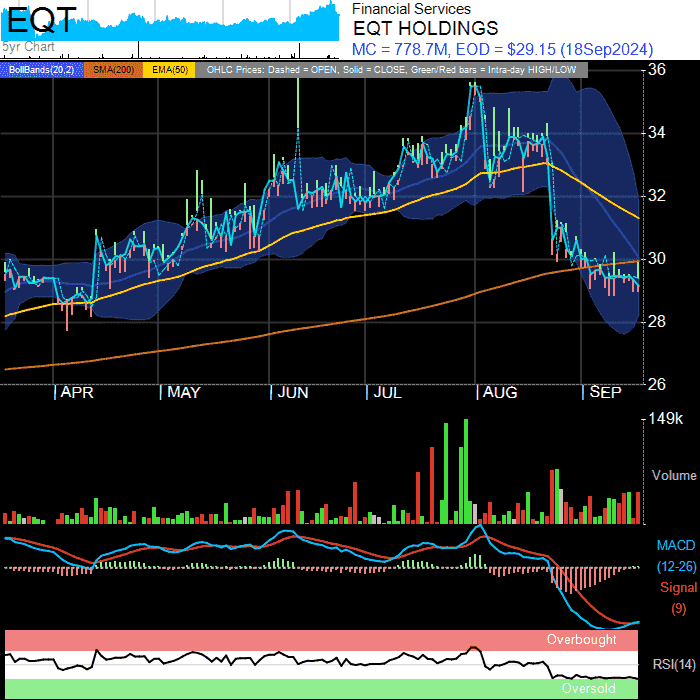 EQT
5yr Chart
Financial Services
EQT HOLDINGS
MC = 778.7M, EOD = $29.15 (18Sep2024)
BollBands(20,2) SMA(200) EMA(50) OHLC Prices: Dashed = OPEN, Solid = CLOSE, Green/Red bars = Intra-day HIGH/LOW
36
34
32
30
28
26
APR MAY JUN JUL AUG SEP
149k
Volume
MACD
(12-26)
Signal
(9)
Overbought
RSI(14)
Oversold